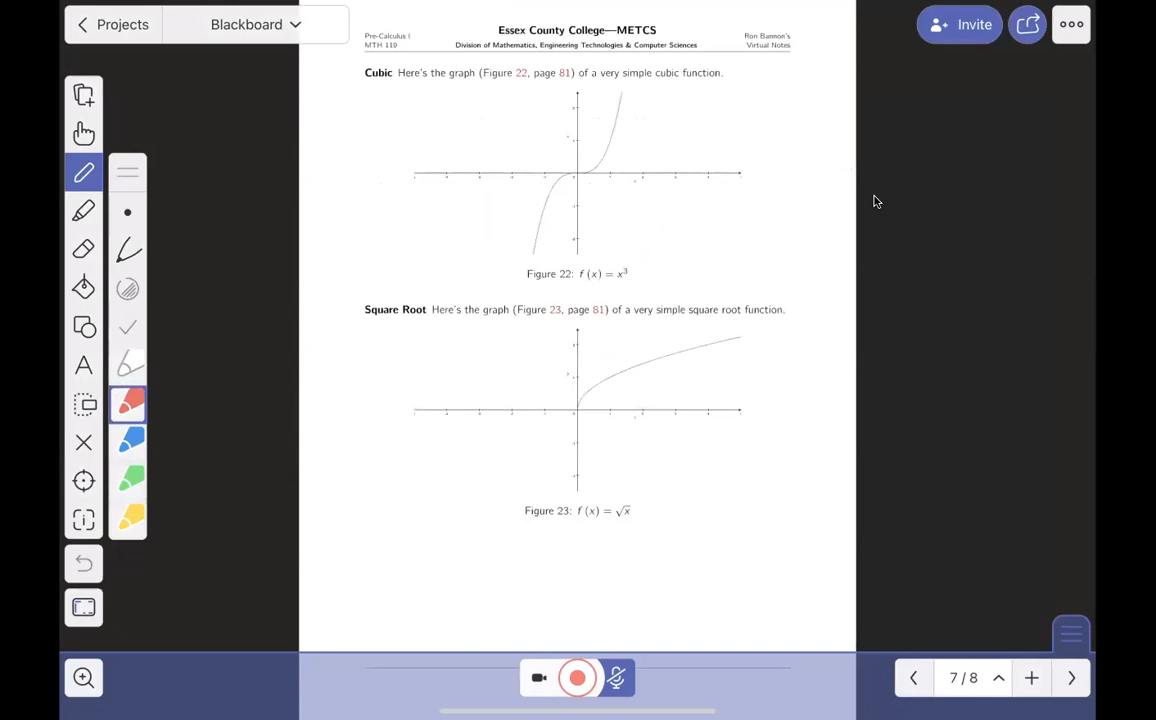 Projects
Blackboard
Invite
Essex County College—METCS
Pre-Calculus I
MTH 119
Division of Mathematics, Engineering Technologies & Computer Sciences
Ron Bannon's
Virtual Notes
Cubic Here's the graph (Figure 22, page 81) of a very simple cubic function.
Figure 22: f (x) = x³
Square Root Here's the graph (Figure 23, page 81) of a very simple square root function.
Figure 23: f (x) = √x
A
7 / 8